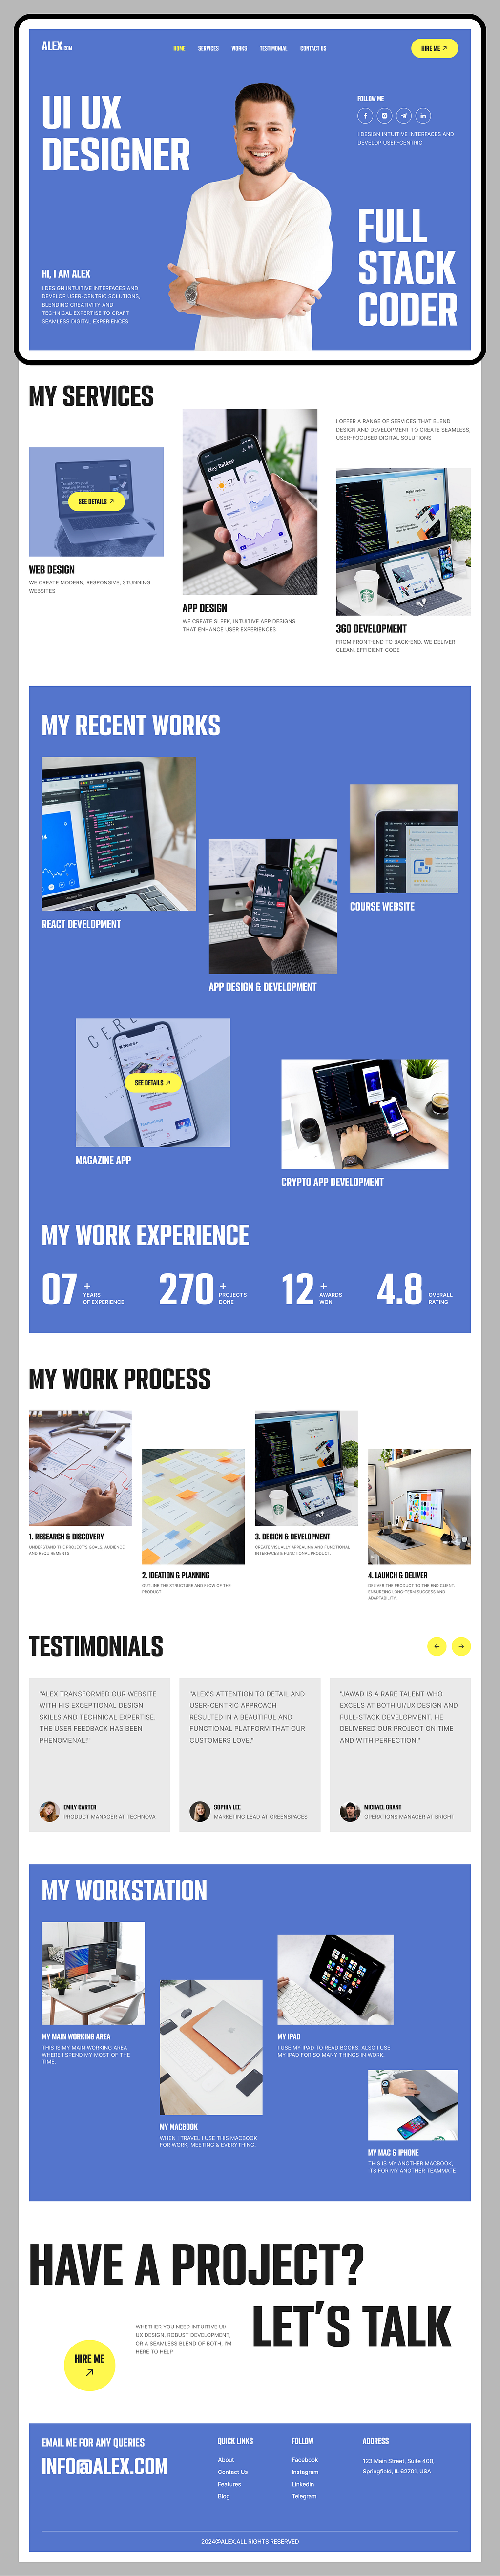 ALEX.COM
HOME
SERVICES
WORKS
TESTIMONIAL
CONTACT US
HIRE ME
UI UX
DESIGNER
FOLLOW ME
I DESIGN INTUITIVE INTERFACES AND
DEVELOP USER-CENTRIC
FULL
STACK
CODER
HI, I AM ALEX
I DESIGN INTUITIVE INTERFACES AND
DEVELOP USER-CENTRIC SOLUTIONS,
BLENDING CREATIVITY AND
TECHNICAL EXPERTISE TO CRAFT
SEAMLESS DIGITAL EXPERIENCES
MY SERVICES
I OFFER A RANGE OF SERVICES THAT BLEND
DESIGN AND DEVELOPMENT TO CREATE SEAMLESS,
USER-FOCUSED DIGITAL SOLUTIONS
SEE DETAILS
WEB DESIGN
WE CREATE MODERN, RESPONSIVE, STUNNING
WEBSITES
Hey Balázs!
APP DESIGN
WE CREATE SLEEK, INTUITIVE APP DESIGNS
THAT ENHANCE USER EXPERIENCES
360 DEVELOPMENT
FROM FRONT-END TO BACK-END, WE DELIVER
CLEAN, EFFICIENT CODE
MY RECENT WORKS
REACT DEVELOPMENT
APP DESIGN & DEVELOPMENT
COURSE WEBSITE
SEE DETAILS
MAGAZINE APP
CRYPTO APP DEVELOPMENT
MY WORK EXPERIENCE
07 +
YEARS
OF EXPERIENCE
270 +
PROJECTS
DONE
12 +
AWARDS
WON
4.8
OVERALL
RATING
MY WORK PROCESS
1. RESEARCH & DISCOVERY
UNDERSTAND THE PROJECT'S GOALS, AUDIENCE,
AND REQUIREMENTS.
2. IDEATION & PLANNING
OUTLINE THE STRUCTURE AND FLOW OF THE
PRODUCT
3. DESIGN & DEVELOPMENT
CREATE VISUALLY APPEALING AND FUNCTIONAL
INTERFACES & FUNCTIONAL PRODUCT.
4. LAUNCH & DELIVER
DELIVER THE PRODUCT TO THE END CLIENT,
ENSURING LONG-TERM SUCCESS AND
ADAPTABILITY.
TESTIMONIALS
"ALEX TRANSFORMED OUR WEBSITE
WITH HIS EXCEPTIONAL DESIGN
SKILLS AND TECHNICAL EXPERTISE.
THE USER FEEDBACK HAS BEEN
PHENOMENAL!"
EMILY CARTER
PRODUCT MANAGER AT TECHNOVA
"ALEX'S ATTENTION TO DETAIL AND
USER-CENTRIC APPROACH
RESULTED IN A BEAUTIFUL AND
FUNCTIONAL PLATFORM THAT OUR
CUSTOMERS LOVE."
SOPHIA LEE
MARKETING LEAD AT GREENSPACES
"JAWAD IS A RARE TALENT WHO
EXCELS AT BOTH UI/UX DESIGN AND
FULL-STACK DEVELOPMENT. HE
DELIVERED OUR PROJECT ON TIME
AND WITH PERFECTION."
MICHAEL GRANT
OPERATIONS MANAGER AT BRIGHT
MY WORKSTATION
MY MAIN WORKING AREA
THIS IS MY MAIN WORKING AREA
WHERE I SPEND MY MOST OF THE
TIME.
MY MACBOOK
WHEN I TRAVEL I USE THIS MACBOOK
FOR WORK, MEETING & EVERYTHING.
MY IPAD
I USE MY IPAD TO READ BOOKS. ALSO I USE
MY IPAD FOR SO MANY THINGS IN WORK.
MY MAC & IPHONE
THIS IS MY ANOTHER MACBOOK,
ITS FOR MY ANOTHER TEAMMATE
HAVE A PROJECT?
LET'S TALK
WHETHER YOU NEED INTUITIVE UI/
UX DESIGN, ROBUST DEVELOPMENT,
OR A SEAMLESS BLEND OF BOTH, I'M
HERE TO HELP
HIRE ME
EMAIL ME FOR ANY QUERIES
INFO@ALEX.COM
QUICK LINKS
About
Contact Us
Features
Blog
FOLLOW
Facebook
Instagram
Linkedin
Telegram
ADDRESS
123 Main Street, Suite 400,
Springfield, IL 62701, USA
2024@ALEX.ALL RIGHTS RESERVED